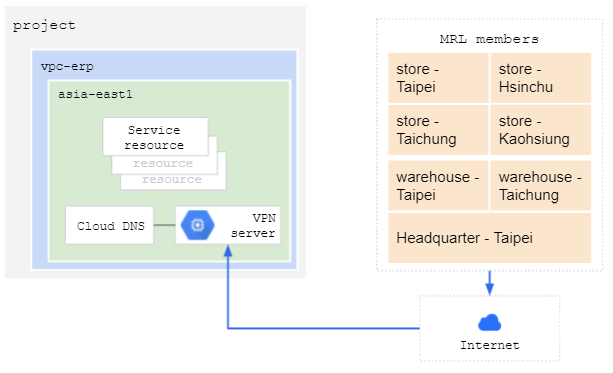 project
vpc-erp
asia-east1
Service
resource
resource
resource
Cloud DNS
VPN
server
MRL members
store -
Taipei
store -
Hsinchu
store -
Taichung
store -
Kaohsiung
warehouse -
Taipei
warehouse -
Taichung
Headquarter - Taipei
Internet